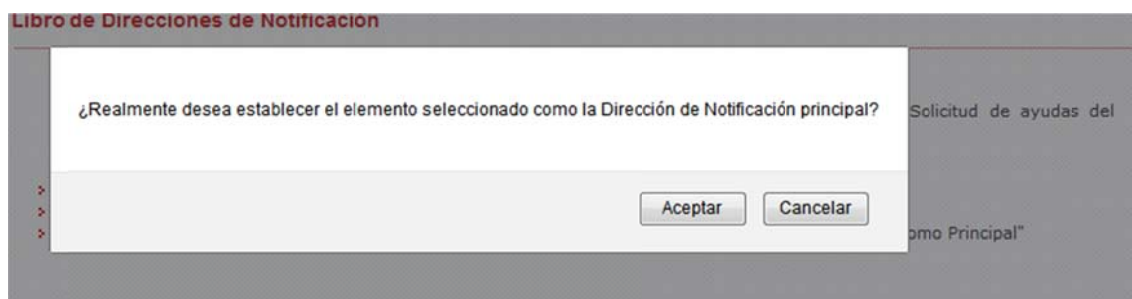 Libro de Direcciones de Notificación
¿Realmente desea establecer el elemento seleccionado como la Dirección de Notificación principal?
Solicitud de ayudas del
Aceptar
Cancelar
omo Principal"